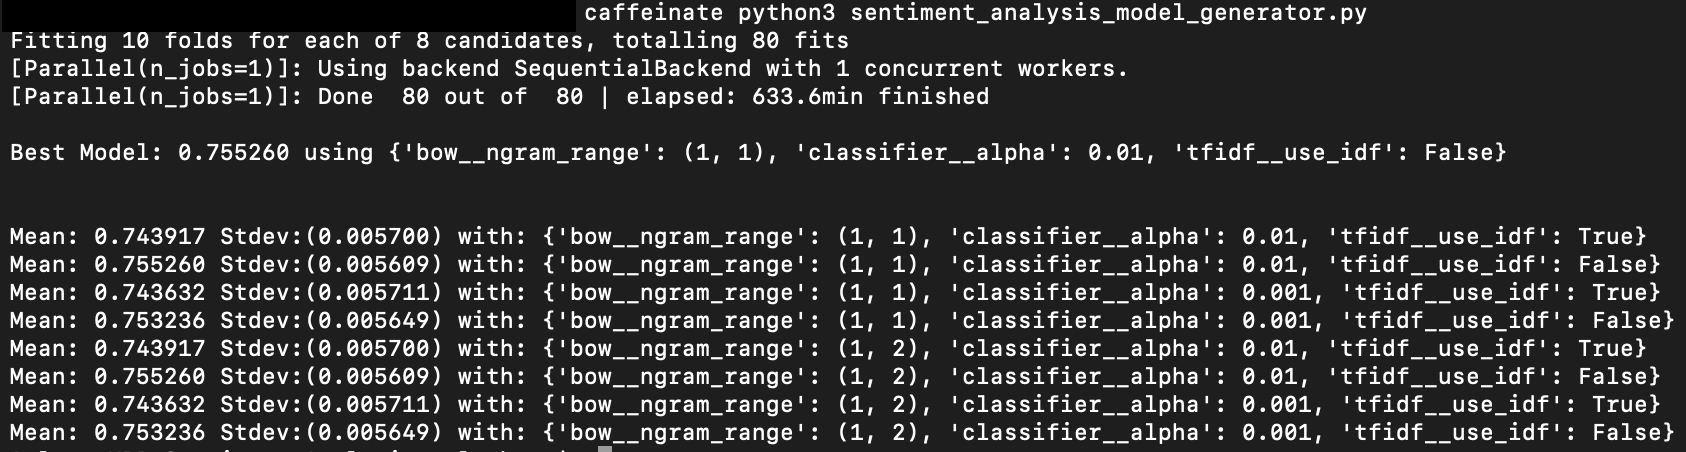 caffeinate python3 sentiment_analysis_model_generator.py
Fitting 10 folds for each of 8 candidates, totalling 80 fits
[Parallel(n_jobs=1)]: Using backend SequentialBackend with 1 concurrent workers.
[Parallel(n_jobs=1)]: Done  80 out of  80 | elapsed: 633.6min finished
Best Model: 0.755260 using {'bow__ngram_range': (1, 1), 'classifier__alpha': 0.01, 'tfidf__use_idf': False}
Mean: 0.743917 Stdev:(0.005700) with: {'bow__ngram_range': (1, 1), 'classifier__alpha': 0.01, 'tfidf__use_idf': True}
Mean: 0.755260 Stdev:(0.005609) with: {'bow__ngram_range': (1, 1), 'classifier__alpha': 0.01, 'tfidf__use_idf': False}
Mean: 0.743632 Stdev:(0.005711) with: {'bow__ngram_range': (1, 1), 'classifier__alpha': 0.001, 'tfidf__use_idf': True}
Mean: 0.753236 Stdev:(0.005649) with: {'bow__ngram_range': (1, 1), 'classifier__alpha': 0.001, 'tfidf__use_idf': False}
Mean: 0.743917 Stdev:(0.005700) with: {'bow__ngram_range': (1, 2), 'classifier__alpha': 0.01, 'tfidf__use_idf': True}
Mean: 0.755260 Stdev:(0.005609) with: {'bow__ngram_range': (1, 2), 'classifier__alpha': 0.01, 'tfidf__use_idf': False}
Mean: 0.743632 Stdev:(0.005711) with: {'bow__ngram_range': (1, 2), 'classifier__alpha': 0.001, 'tfidf__use_idf': True}
Mean: 0.753236 Stdev:(0.005649) with: {'bow__ngram_range': (1, 2), 'classifier__alpha': 0.001, 'tfidf__use_idf': False}